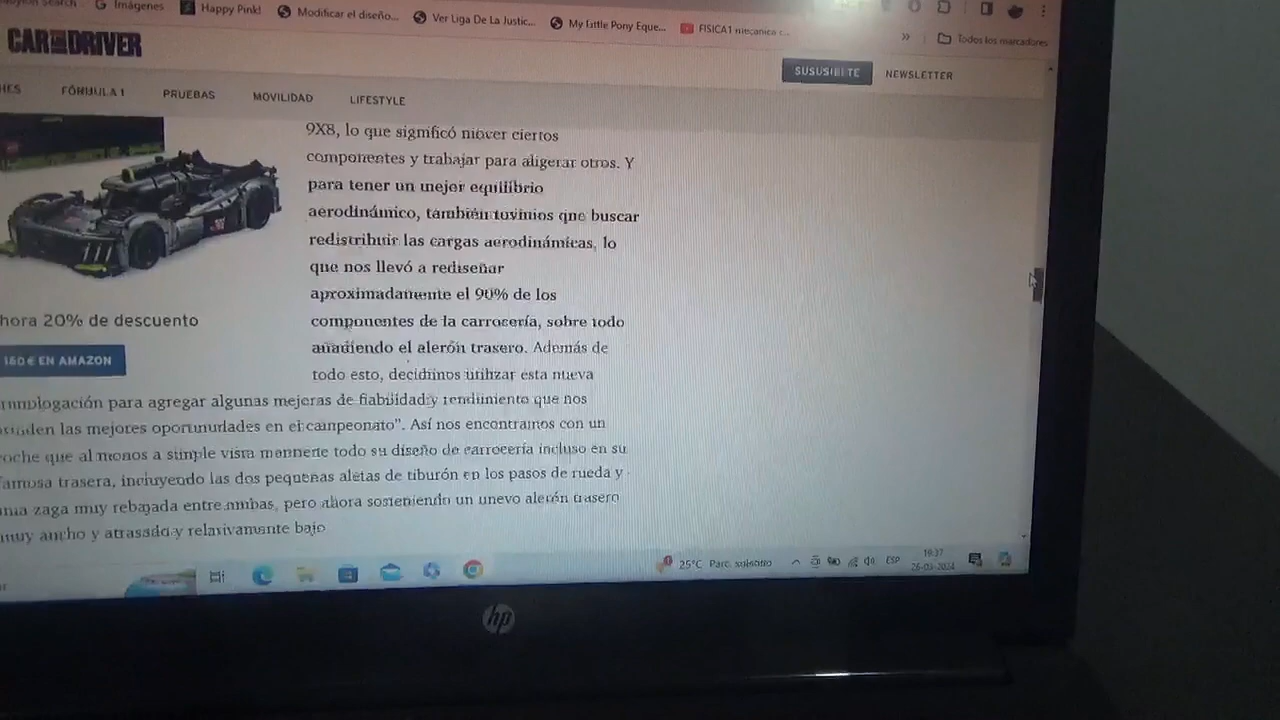 Imágenes
Happy Pink!
Modificar el diseño...
Ver Liga De La Justic...
My Little Pony Eque...
FISICA1 mecanica c...
»
Todos los marcadores
CAR AND DRIVER
SUSUSIBETE
NEWSLETTER
HES
FÓRMULA 1
PRUEBAS
MOVILIDAD
LIFESTYLE
9X8, lo que significó mover ciertos
componentes y trabajar para aligerar otros. Y
para tener un mejor equilibrio
aerodinámico, también tuvimos que buscar
redistribuir las cargas aerodinámicas, lo
que nos llevó a rediseñar
aproximadamente el 90% de los
componentes de la carrocería, sobre todo
añadiendo el alerón trasero. Además de
todo esto, decidimos utilizar esta nueva
hora 20% de descuento
160 € EN AMAZON
para agregar algunas mejoras de fiabilidad y rendimiento que nos
las mejores oportunidades en el campeonato". Así nos encontramos con un
coche que al menos a simple vista mantiene todo su diseño de carrocería incluso en su
famosa trasera, incluyendo las dos pequeñas aletas de tiburón en los pasos de rueda y
una zaga muy rebajada entre ambas, pero ahora sosteniendo un nuevo alerón trasero
muy ancho y atrasado y relativamente bajo
25°C Parc. soleado
ESP
18:37
26-03-2024
hp